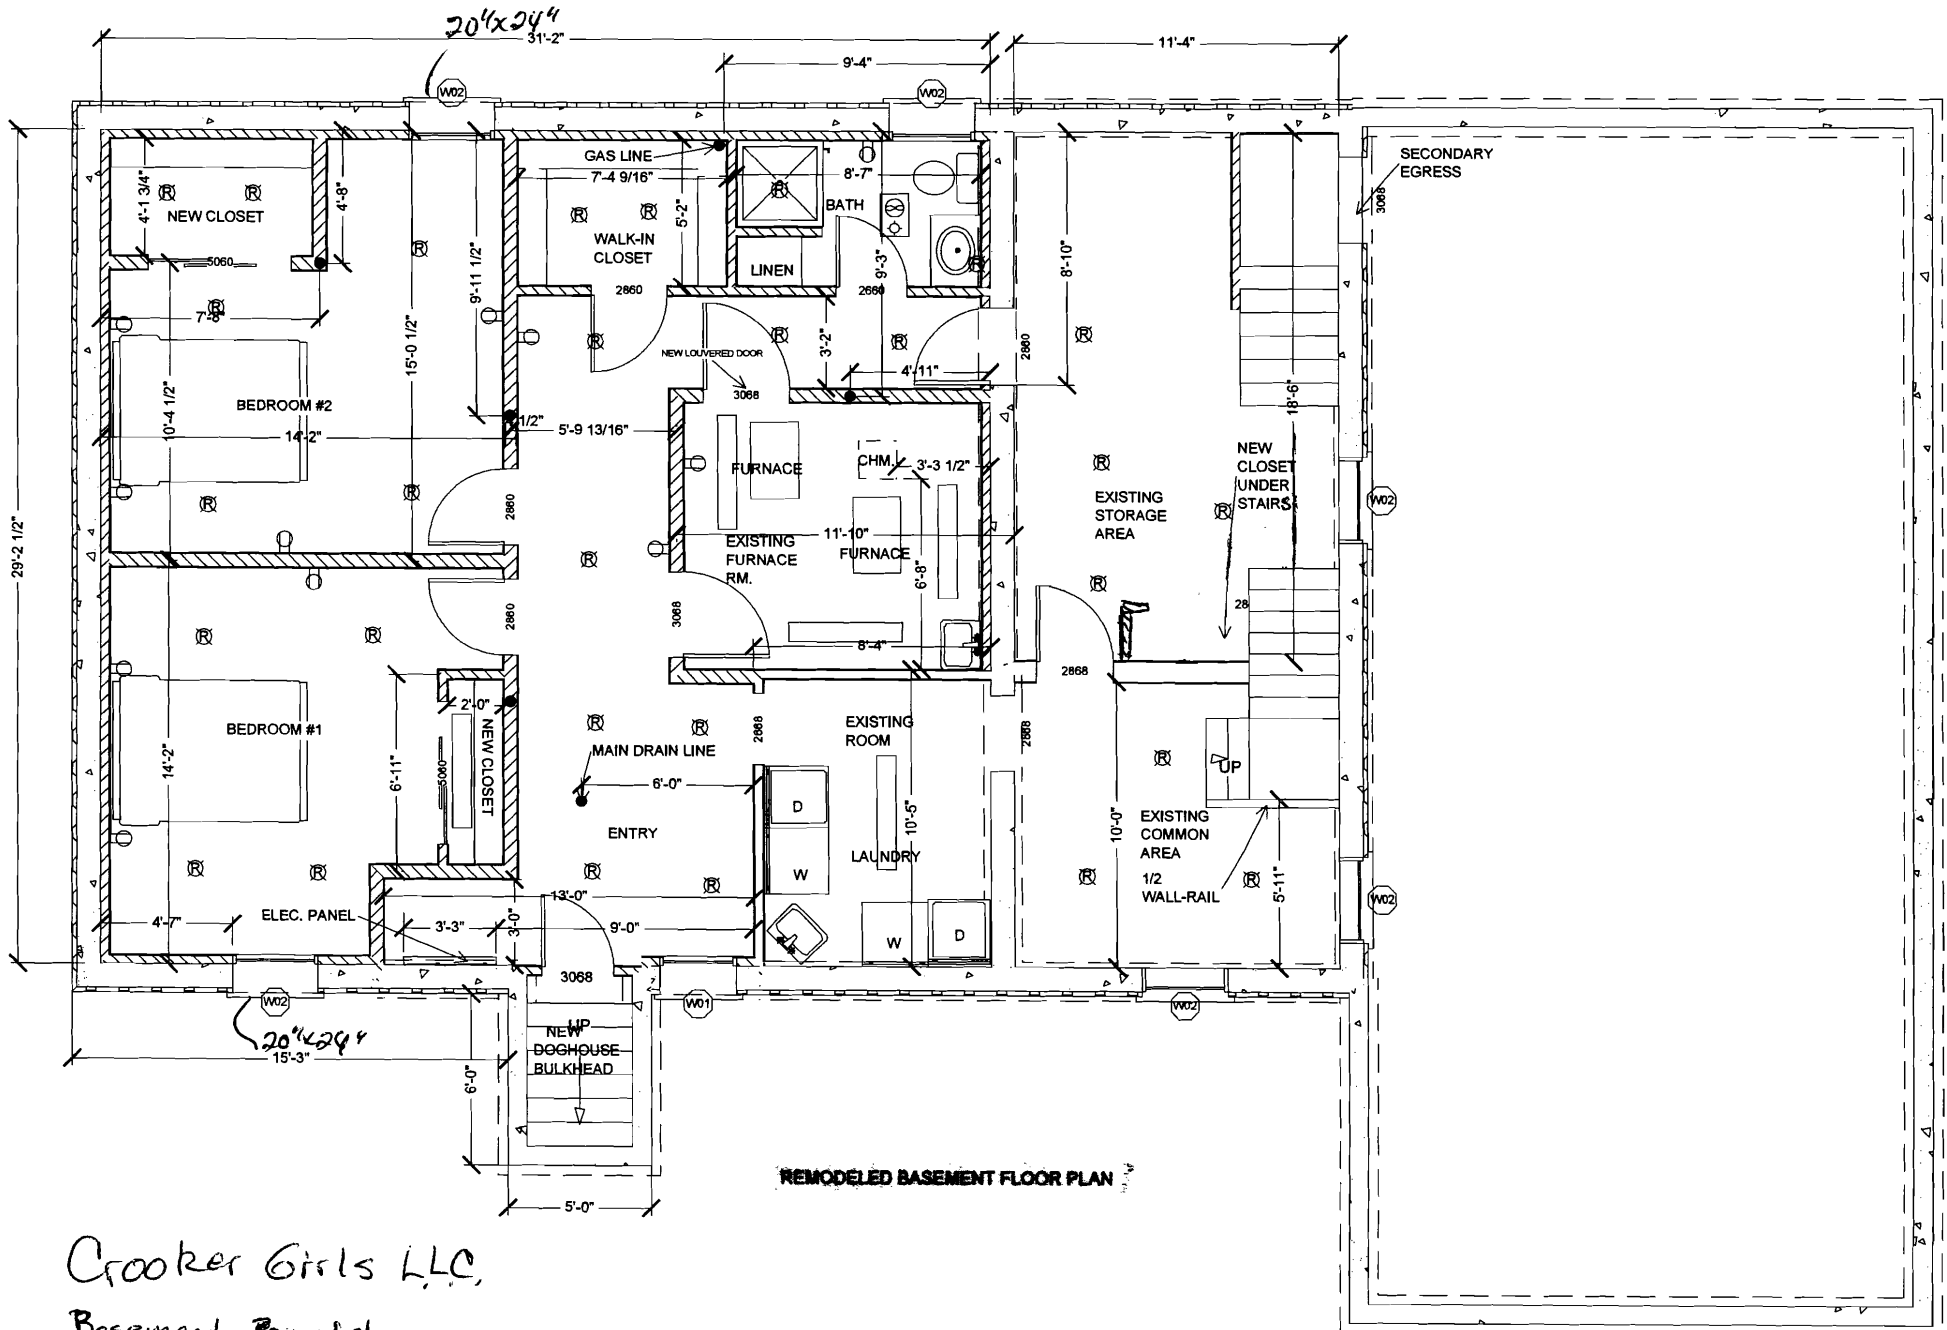 20"x24"
31'-2"
11'-4"
9'-4"
W02
W02
SECONDARY
EGRESS
3068
GAS LINE
7'-4 9/16"
8'-7"
4'-1 3/4"
4'-8"
NEW CLOSET
R
R
R
R
R
BATH
5'-2"
WALK-IN
CLOSET
LINEN
9'-3"
8'-10"
9'-11 1/2"
5060
2860
2660
7'-8"
R
R
R
R
R
R
15'-0 1/2"
NEW LOUVERED DOOR
3'-2"
2880
3068
4'-11"
BEDROOM #2
10'-4 1/2"
14'-2"
1/2"
5'-9 13/16"
18'-6"
FURNACE
CHM.
3'-3 1/2"
NEW
CLOSET
UNDER
STAIRS
R
R
R
R
EXISTING
STORAGE
AREA
W02
2860
11'-10"
EXISTING
FURNACE
RM.
FURNACE
29'-2 1/2"
R
R
6'-8"
2860
3068
28
R
R
8'-4"
2868
2'-0"
BEDROOM #1
NEW CLOSET
R
R
2868
EXISTING
ROOM
2868
MAIN DRAIN LINE
14'-2"
6'-11"
5060
6'-0"
R
UP
D
ENTRY
10'-5"
10'-0"
EXISTING
COMMON
AREA
LAUNDRY
W
R
R
R
R
R
R
1/2
WALL-RAIL
5'-11"
W02
13'-0"
4'-7"
ELEC. PANEL
3'-3"
3'-0"
9'-0"
W
D
3068
W02
W01
W02
20"x24"
15'-3"
UP
NEW
DOGHOUSE
BULKHEAD
6'-0"
REMODELED BASEMENT FLOOR PLAN
5'-0"
Crooker Girls LLC.
Basement